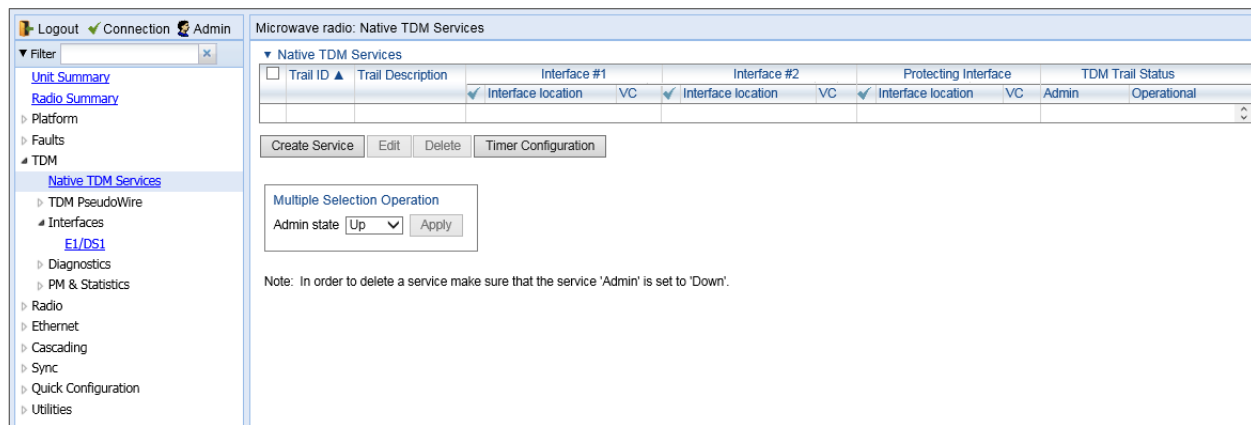 Logout Connection Admin
Microwave radio: Native TDM Services
Filter
Unit Summary
Radio Summary
Platform
Faults
TDM
Native TDM Services
TDM PseudoWire
Interfaces
E1/DS1
Diagnostics
PM & Statistics
Radio
Ethernet
Cascading
Sync
Quick Configuration
Utilities
Native TDM Services
Trail ID Trail Description Interface #1 Interface #2 Protecting Interface TDM Trail Status
Interface location VC Interface location VC Interface location VC Admin Operational
Create Service Edit Delete Timer Configuration
Multiple Selection Operation
Admin state Up Apply
Note: In order to delete a service make sure that the service 'Admin' is set to 'Down'.